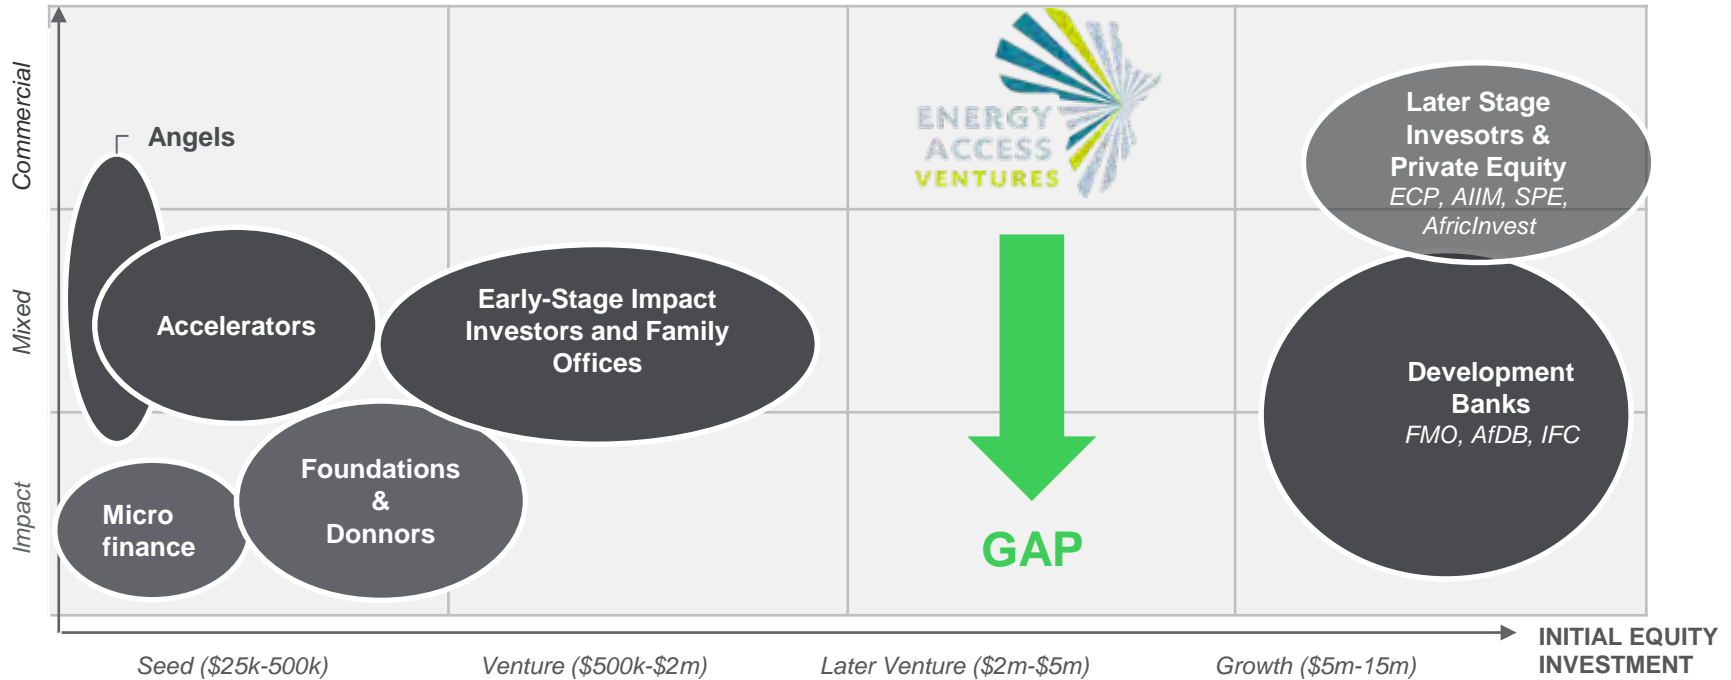 Commercial
Mixed
Impact
Angels
Accelerators
Micro
finance
Foundations
&
Donnors
Early-Stage Impact
Investors and Family
Offices
ENERGY
ACCESS
VENTURES
GAP
Later Stage
Invesotrs &
Private Equity
ECP, AIIM, SPE,
AfricInvest
Development
Banks
FMO, AfDB, IFC
Seed ($25k-500k)
Venture ($500k-$2m)
Later Venture ($2m-$5m)
Growth ($5m-15m)
INITIAL EQUITY
INVESTMENT